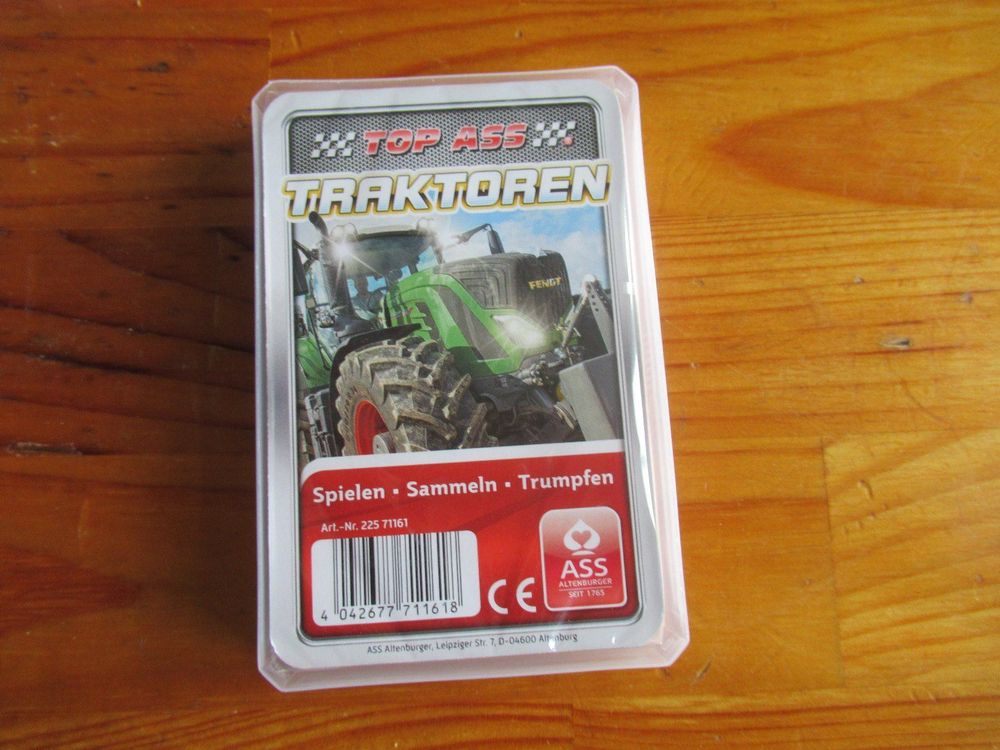 TOP ASS
TRAKTOREN
FENDT
Spielen · Sammeln · Trumpfen
Art.-Nr. 225 71161
4 042677 711618
CE
ASS
ALTENBURGER
SEIT 1765
ASS Altenburger, Leipziger Str. 7, D-04600 Altenburg